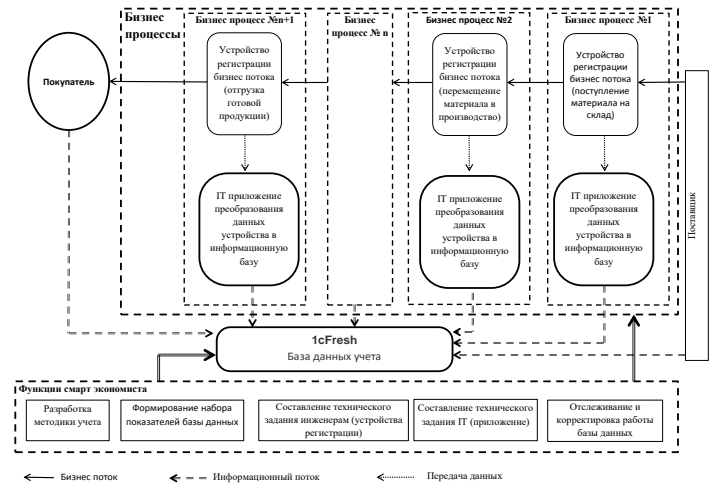 Бизнес
процессы
Бизнес процесс №n+1
Устройство
регистрации
бизнес потока
(отгрузка
готовой
продукции)
IT приложение
преобразования
данных
устройства в
информационную
базу
Бизнес
процесс № n
Бизнес процесс №2
Устройство
регистрации
бизнес потока
(перемещение
материала в
производство)
IT приложение
преобразования
данных
устройства в
информационную
базу
Бизнес процесс №1
Устройство
регистрации
бизнес потока
(поступление
материала на
склад)
IT приложение
преобразования
данных
устройства в
информационную
базу
Покупатель
Поставщик
1cFresh
База данных учета
Функции смарт экономиста
Разработка
методики учета
Формирование набора
показателей базы данных
Составление технического
задания инженерам (устройства
регистрации)
Составление технического
задания IT (приложение)
Отслеживание и
корректировка работы
базы данных
Бизнес поток
Информационный поток
Передача данных